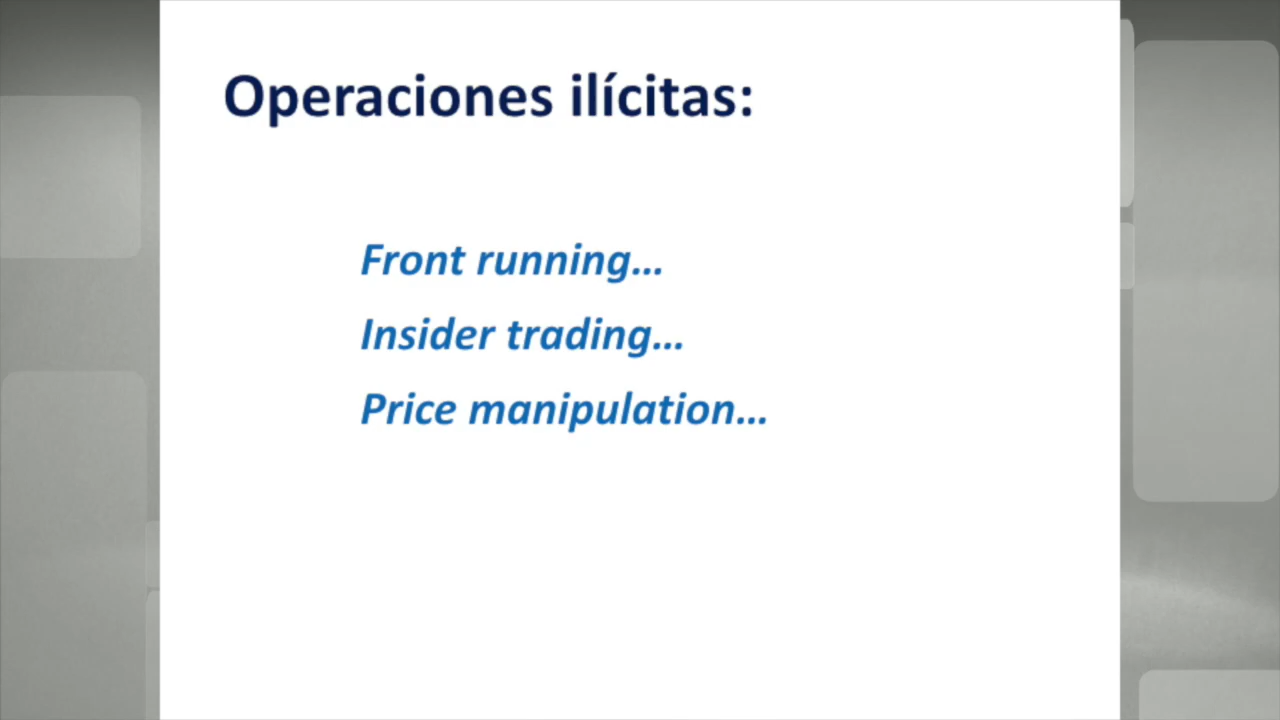 Operaciones ilícitas:
Front running...
Insider trading...
Price manipulation...